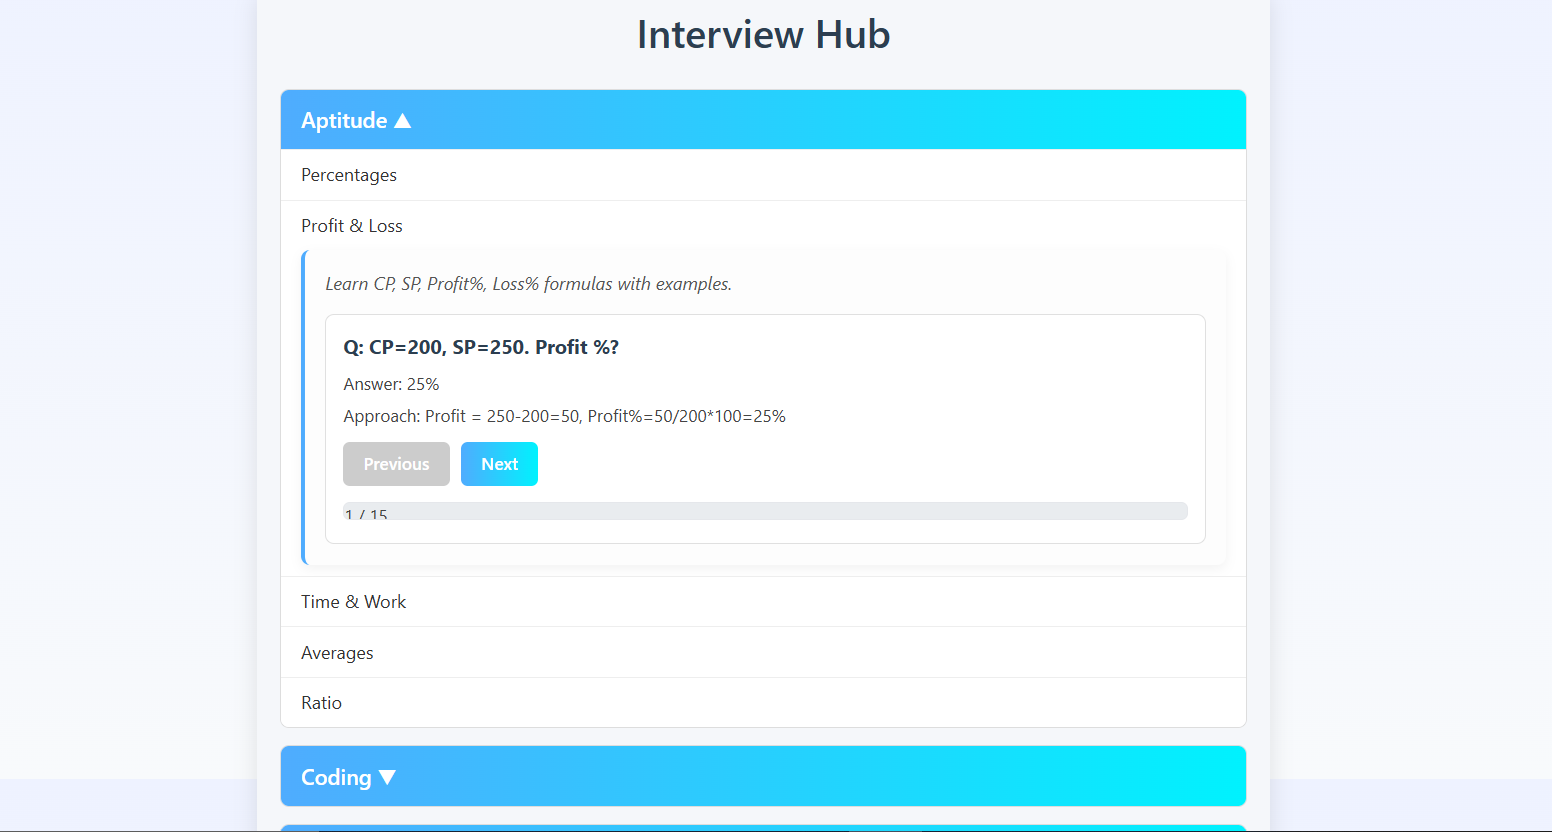 Interview Hub
Aptitude ▲
Percentages
Profit & Loss
Learn CP, SP, Profit%, Loss% formulas with examples.
Q: CP=200, SP=250. Profit %?
Answer: 25%
Approach: Profit = 250-200=50, Profit%=50/200*100=25%
Previous
Next
1 / 15
Time & Work
Averages
Ratio
Coding ▼